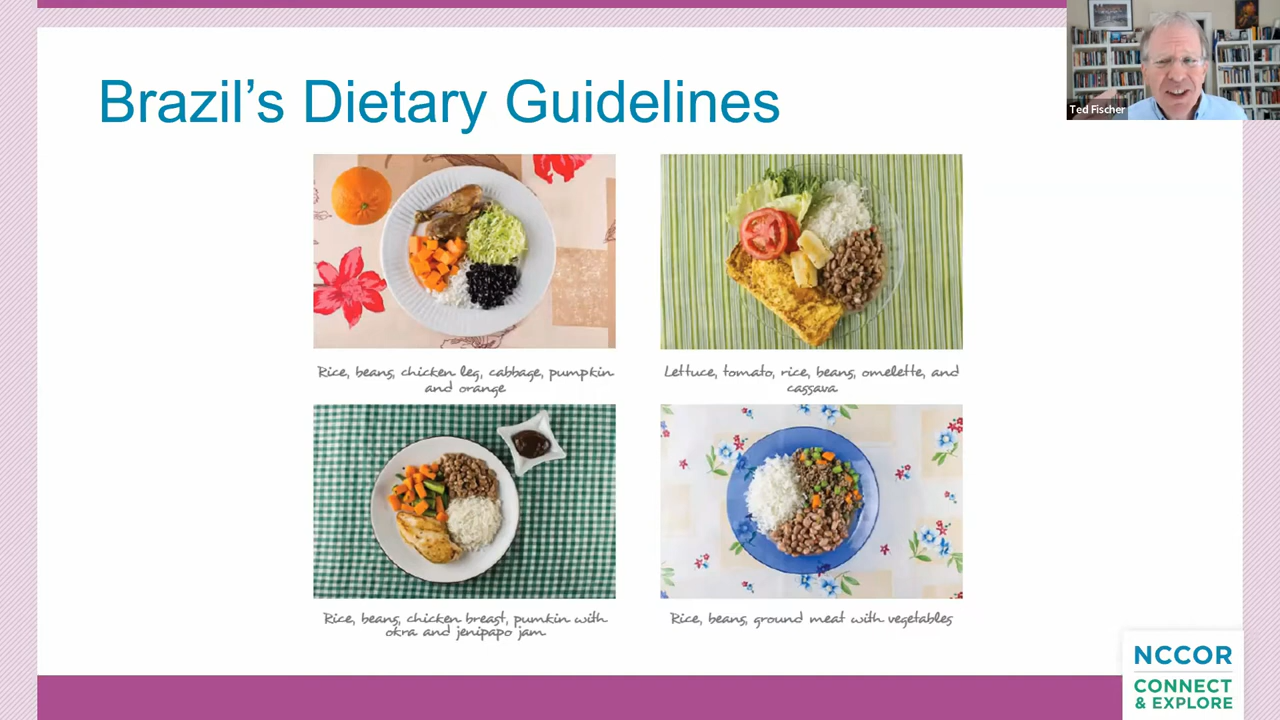 Brazil's Dietary Guidelines
Ted Fischer
Rice, beans, chicken leg, cabbage, pumpkin
and orange
Lettuce, tomato, rice, beans, omelette, and
cassava
Rice, beans, chicken breast, pumkin with
okra and jenipapo jam
Rice, beans, ground meat with vegetables
NCCOR
CONNECT
& EXPLORE